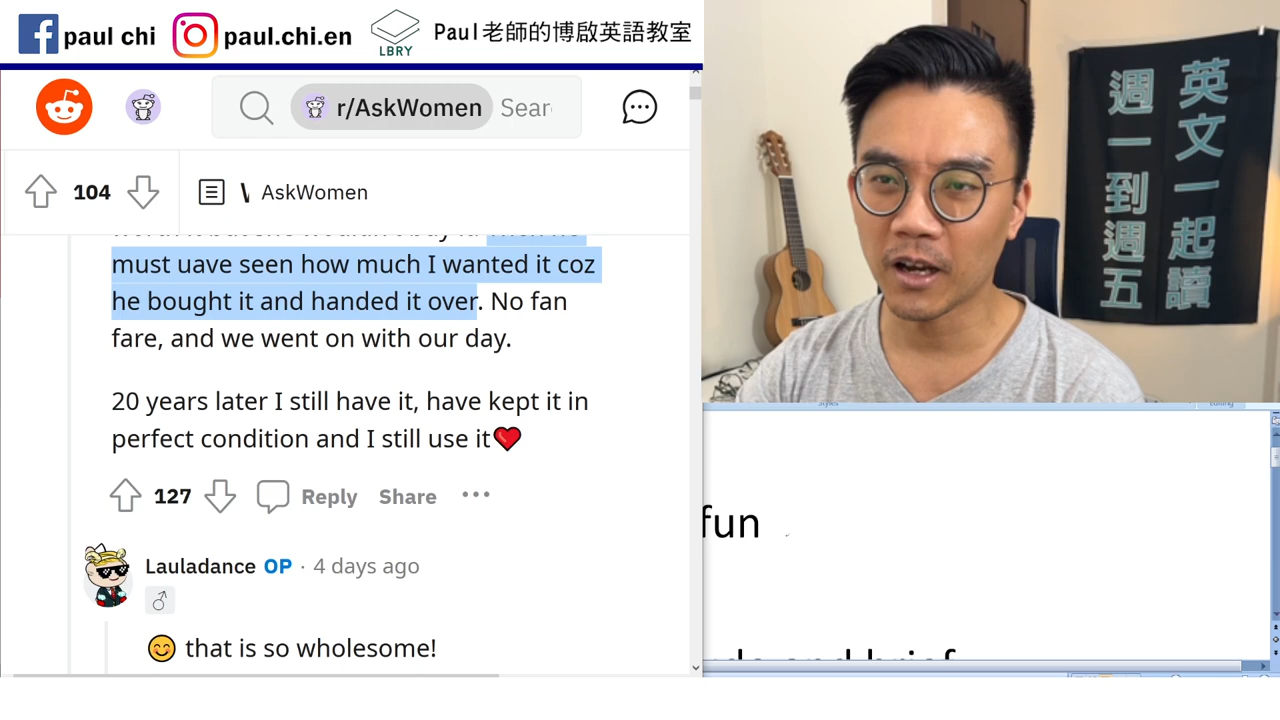 paul chi
paul.chi.en
LBRY
Paul老師的博啟英語教室
r/AskWomen
Sear
104
AskWomen
must uave seen how much I wanted it coz
he bought it and handed it over. No fan
fare, and we went on with our day.
20 years later I still have it, have kept it in
perfect condition and I still use it
127
Reply
Share
Lauladance OP · 4 days ago
that is so wholesome!
英文一起讀
週一到週五
fun
and brief